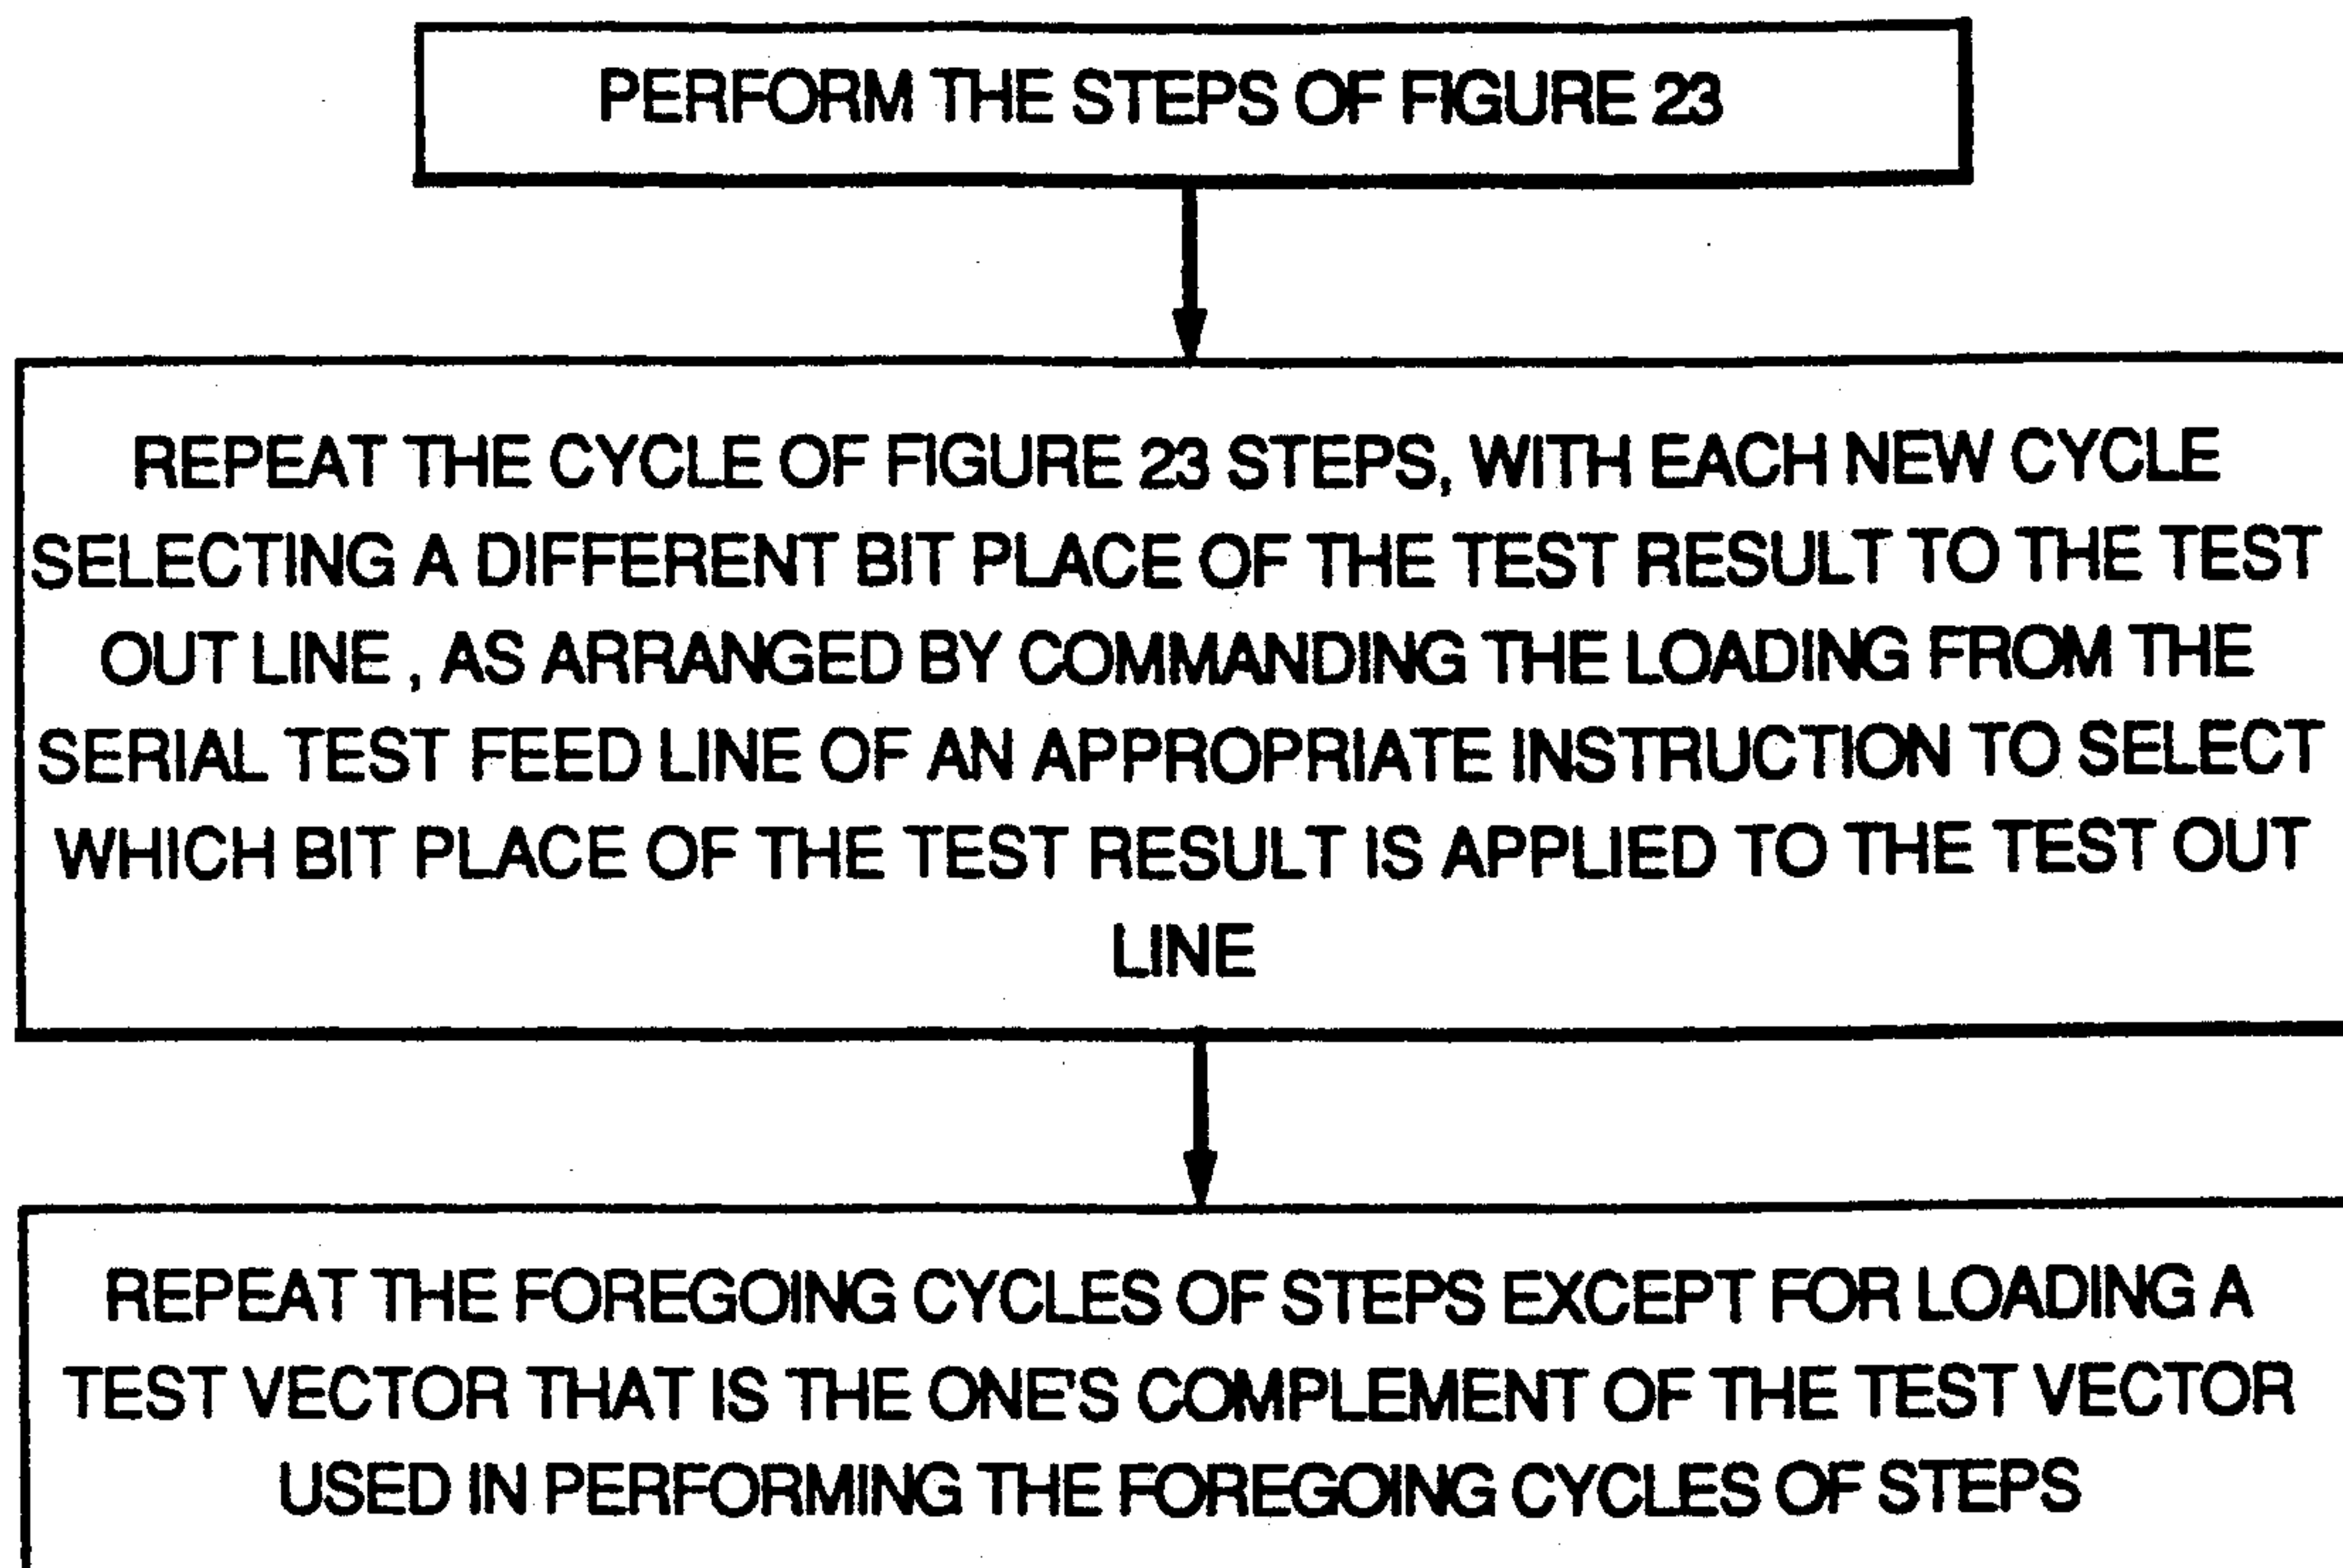 PERFORM THE STEPS OF FIGURE 23
REPEAT THE CYCLE OF FIGURE 23 STEPS, WITH EACH NEW CYCLE
SELECTING A DIFFERENT BIT PLACE OF THE TEST RESULT TO THE TEST
OUT LINE , AS ARRANGED BY COMMANDING THE LOADING FROM THE
SERIAL TEST FEED LINE OF AN APPROPRIATE INSTRUCTION TO SELECT
WHICH BIT PLACE OF THE TEST RESULT IS APPLIED TO THE TEST OUT
LINE
REPEAT THE FOREGOING CYCLES OF STEPS EXCEPT FOR LOADING A
TEST VECTOR THAT IS THE ONE'S COMPLEMENT OF THE TEST VECTOR
USED IN PERFORMING THE FOREGOING CYCLES OF STEPS